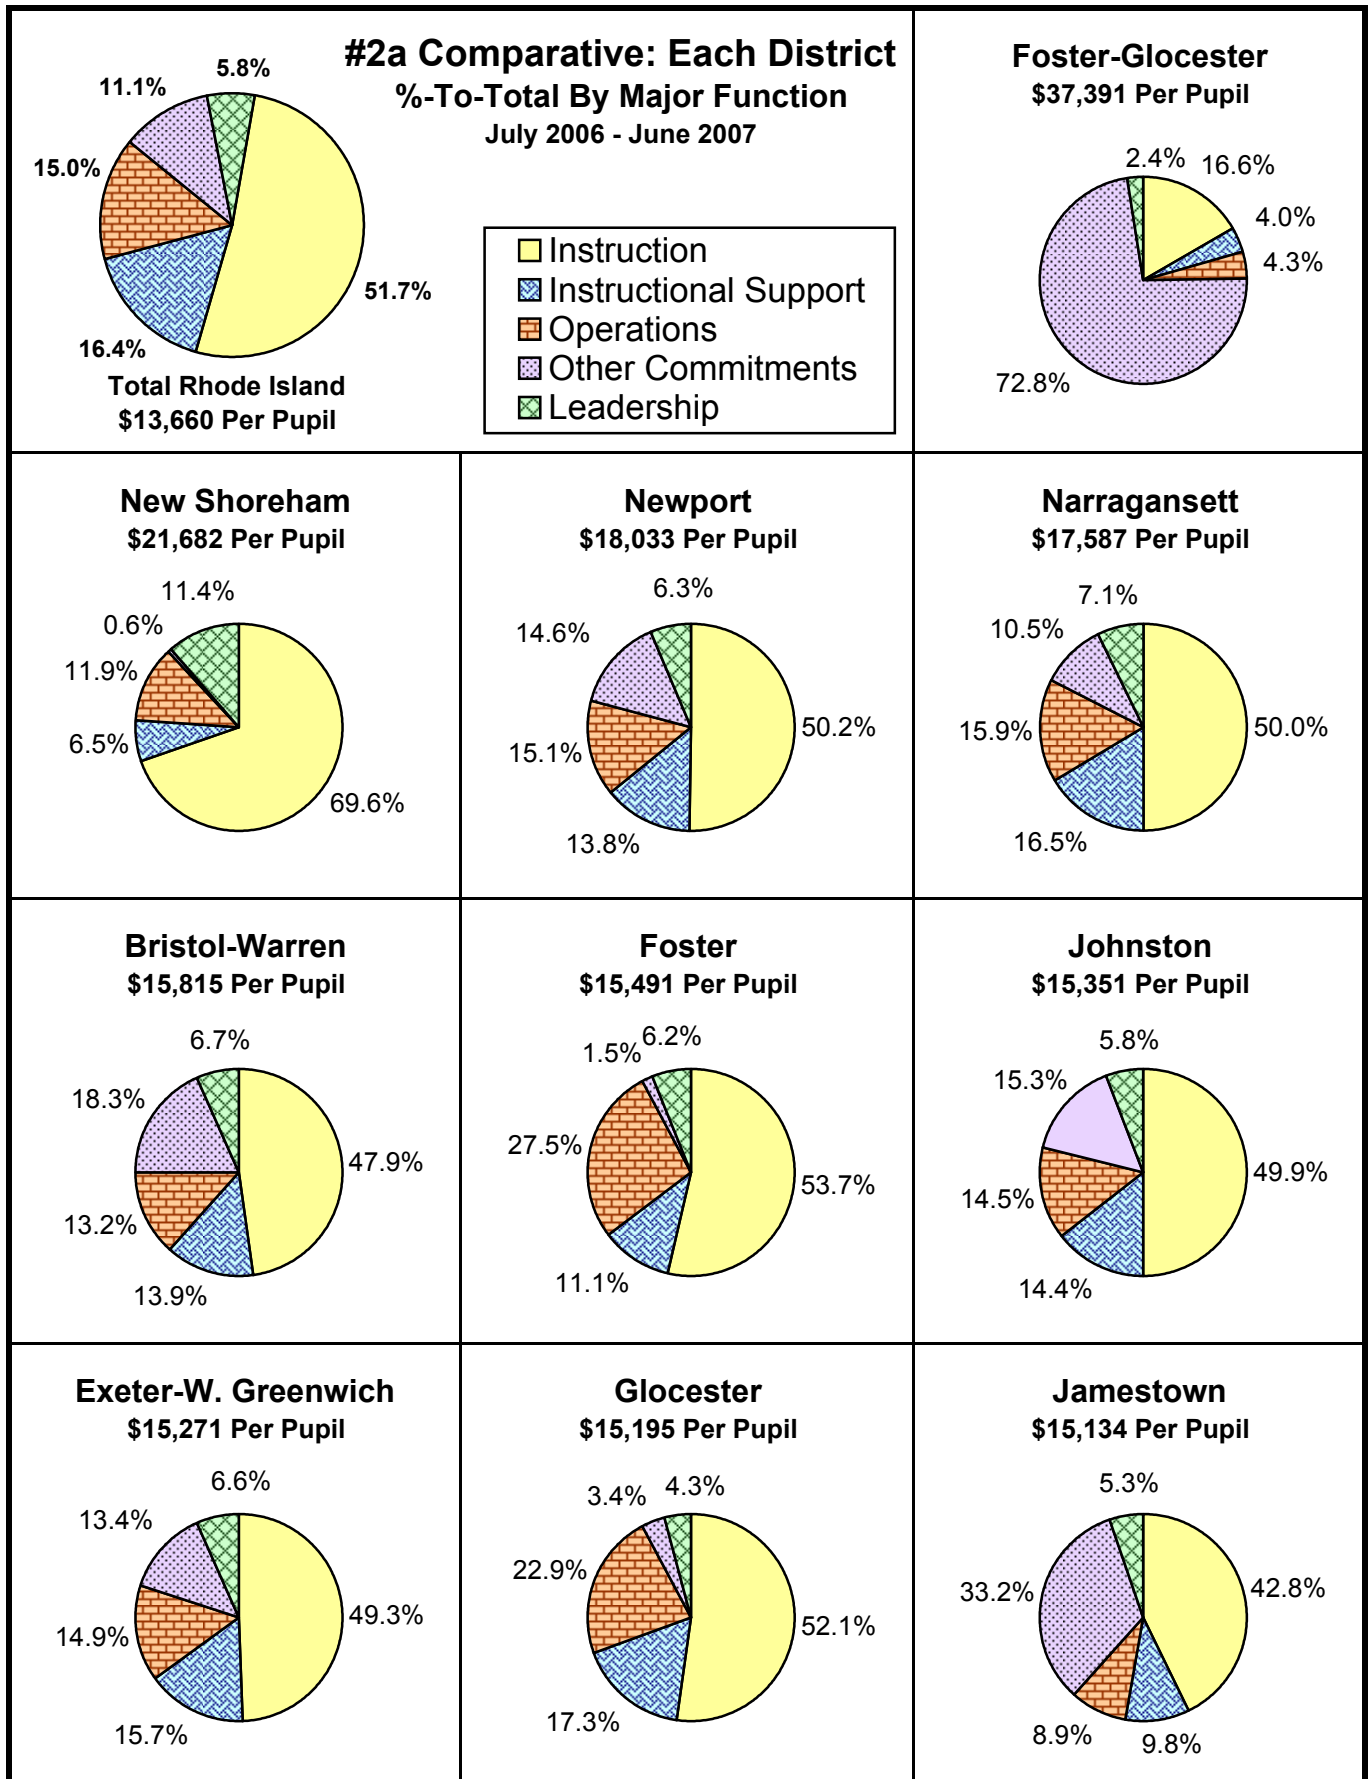 #2a Comparative: Each District
%-To-Total By Major Function
July 2006 - June 2007
5.8%
11.1%
15.0%
51.7%
16.4%
Total Rhode Island
$13,660 Per Pupil
Instruction
Instructional Support
Operations
Other Commitments
Leadership
Foster-Glocester
$37,391 Per Pupil
2.4%
16.6%
4.0%
4.3%
72.8%
New Shoreham
$21,682 Per Pupil
11.4%
0.6%
11.9%
6.5%
69.6%
Newport
$18,033 Per Pupil
6.3%
14.6%
50.2%
15.1%
13.8%
Narragansett
$17,587 Per Pupil
7.1%
10.5%
15.9%
50.0%
16.5%
Bristol-Warren
$15,815 Per Pupil
6.7%
18.3%
47.9%
13.2%
13.9%
Foster
$15,491 Per Pupil
6.2%
1.5%
27.5%
53.7%
11.1%
Johnston
$15,351 Per Pupil
5.8%
15.3%
49.9%
14.5%
14.4%
Exeter-W. Greenwich
$15,271 Per Pupil
6.6%
13.4%
49.3%
14.9%
15.7%
Glocester
$15,195 Per Pupil
3.4%
4.3%
22.9%
52.1%
17.3%
Jamestown
$15,134 Per Pupil
5.3%
33.2%
42.8%
8.9%
9.8%